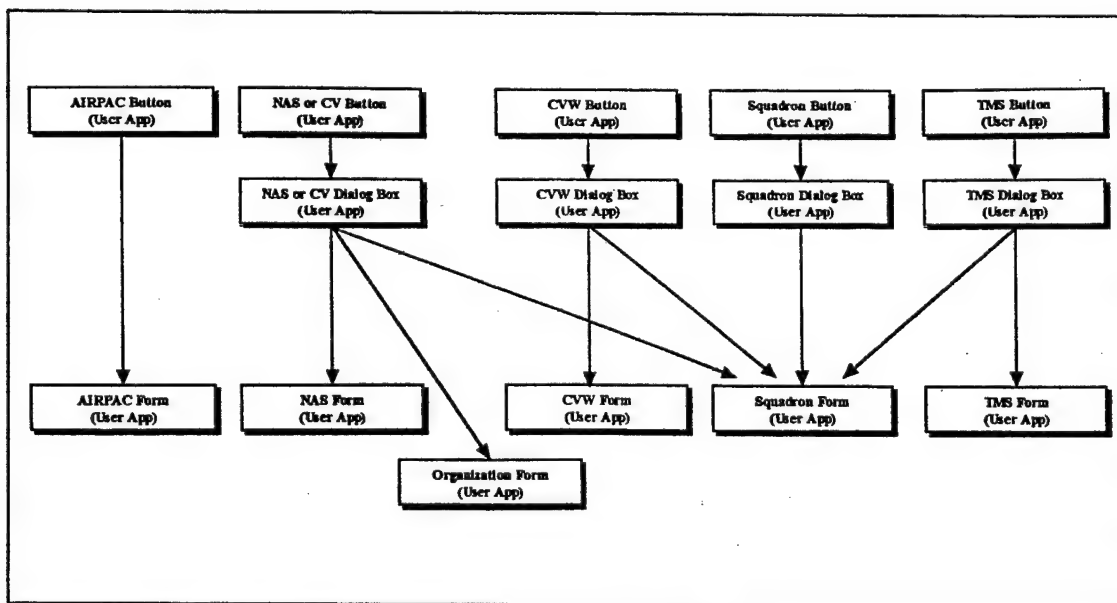 AIRPAC Button
(User App)
NAS or CV Button
(User App)
CVW Button
(User App)
Squadron Button
(User App)
TMS Button
(User App)
NAS or CV Dialog Box
(User App)
CVW Dialog Box
(User App)
Squadron Dialog Box
(User App)
TMS Dialog Box
(User App)
AIRPAC Form
(User App)
NAS Form
(User App)
CVW Form
(User App)
Squadron Form
(User App)
TMS Form
(User App)
Organization Form
(User App)